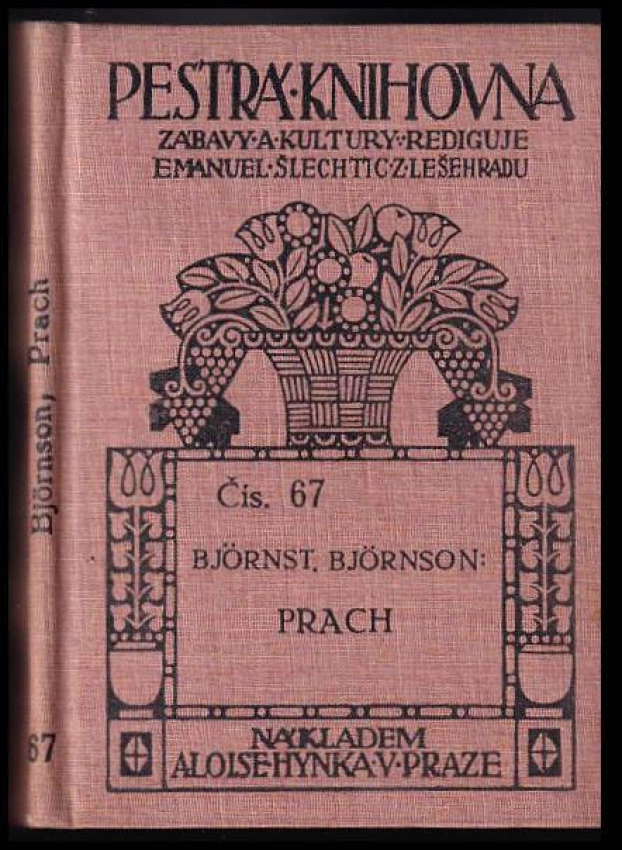 PESTRÁ·KNIHOVNA
ZÁBAVY·A·KULTURY·REDIGUJE
EMANUEL·ŠLECHTIC·Z·LEŠEHRADU
Čís. 67
BJÖRNST. BJÖRNSON:
PRACH
NÁKLADEM
ALOISE·HYNKA·V·PRAZE
Björnson, Prach
67